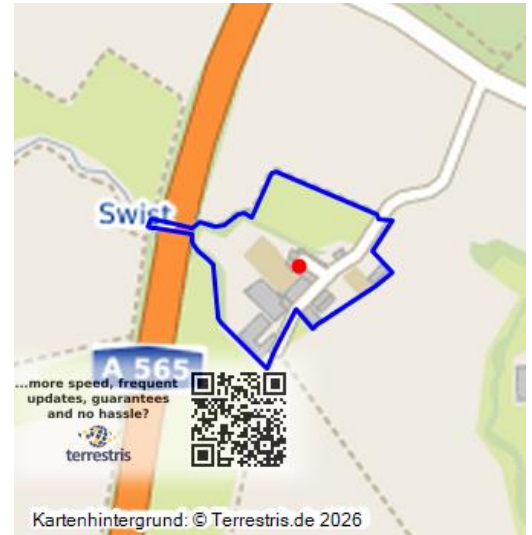 Swist
A 565
...more speed, frequent
updates, guarantees
and no hassle?
terrestris
Kartenhintergrund: © Terrestris.de 2026